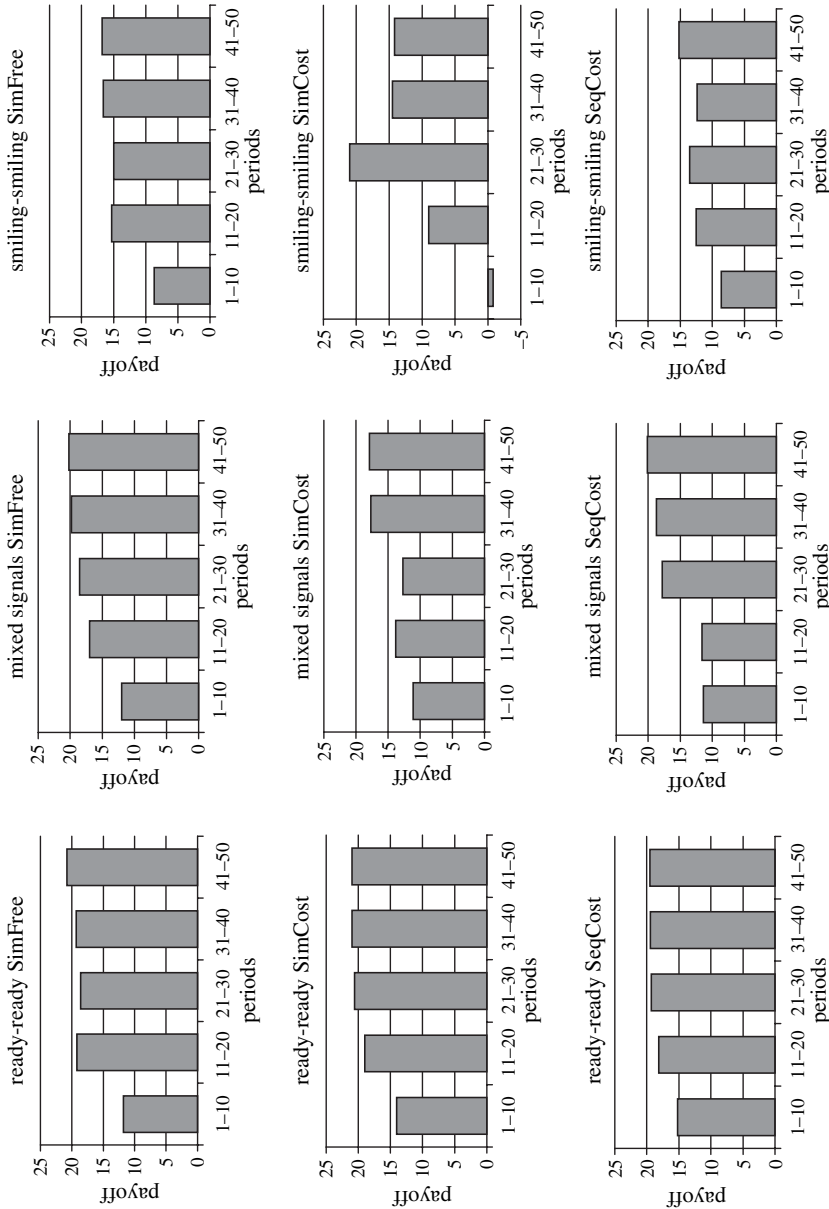 ready-ready SimFree
25
20
15
10
5
0
payoff
1–10 11–20 21–30 31–40 41–50
periods
mixed signals SimFree
25
20
15
10
5
0
payoff
1–10 11–20 21–30 31–40 41–50
periods
smiling-smiling SimFree
25
20
15
10
5
0
payoff
1–10 11–20 21–30 31–40 41–50
periods
ready-ready SimCost
25
20
15
10
5
0
payoff
1–10 11–20 21–30 31–40 41–50
periods
mixed signals SimCost
25
20
15
10
5
0
payoff
1–10 11–20 21–30 31–40 41–50
periods
smiling-smiling SimCost
25
20
15
10
5
0
–5
payoff
1–10 11–20 21–30 31–40 41–50
periods
ready-ready SeqCost
25
20
15
10
5
0
payoff
1–10 11–20 21–30 31–40 41–50
periods
mixed signals SeqCost
25
20
15
10
5
0
payoff
1–10 11–20 21–30 31–40 41–50
periods
smiling-smiling SeqCost
25
20
15
10
5
0
payoff
1–10 11–20 21–30 31–40 41–50
periods